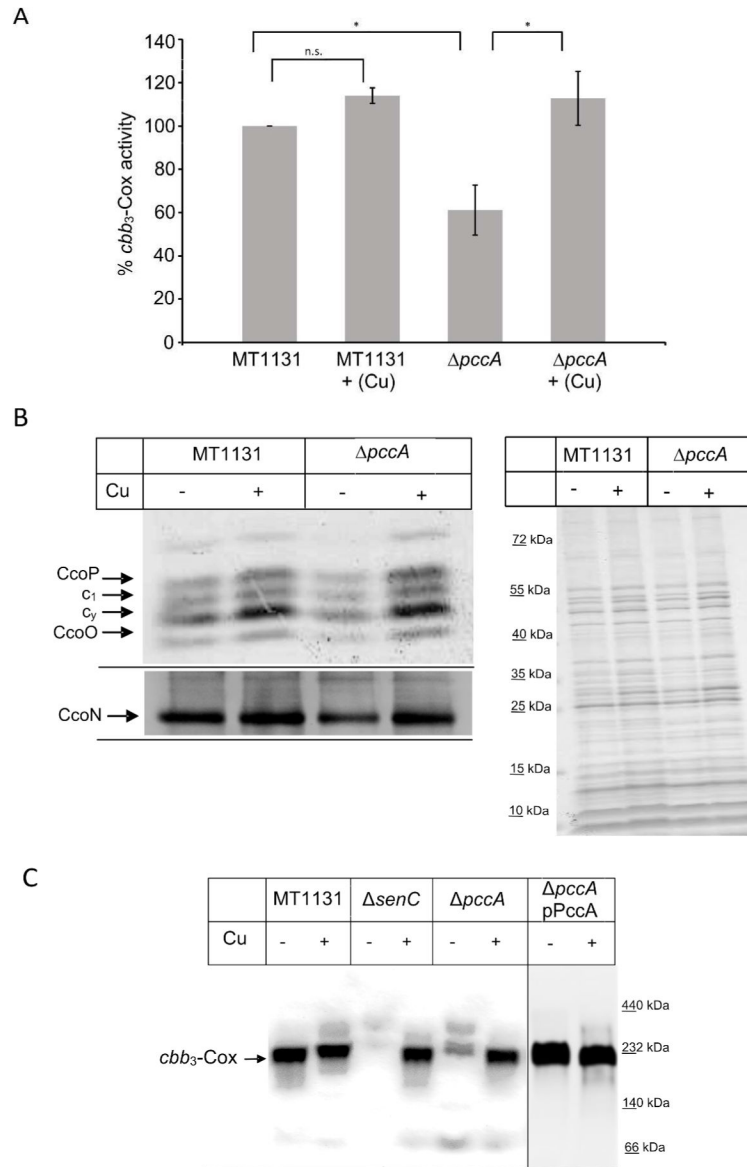 A
*
*
n.s.
140
120
100
80
60
40
20
0
% cbb₃-Cox activity
MT1131
MT1131
+ (Cu)
ΔpccA
ΔpccA
+ (Cu)
B
MT1131
ΔpccA
Cu
-
+
-
+
CcoP
c₁
cᵧ
CcoO
CcoN
MT1131
ΔpccA
-
+
-
+
72 kDa
55 kDa
40 kDa
35 kDa
25 kDa
15 kDa
10 kDa
C
MT1131
ΔsenC
ΔpccA
ΔpccA
pPccA
Cu
-
+
-
+
-
+
-
+
cbb₃-Cox
440 kDa
232 kDa
140 kDa
66 kDa